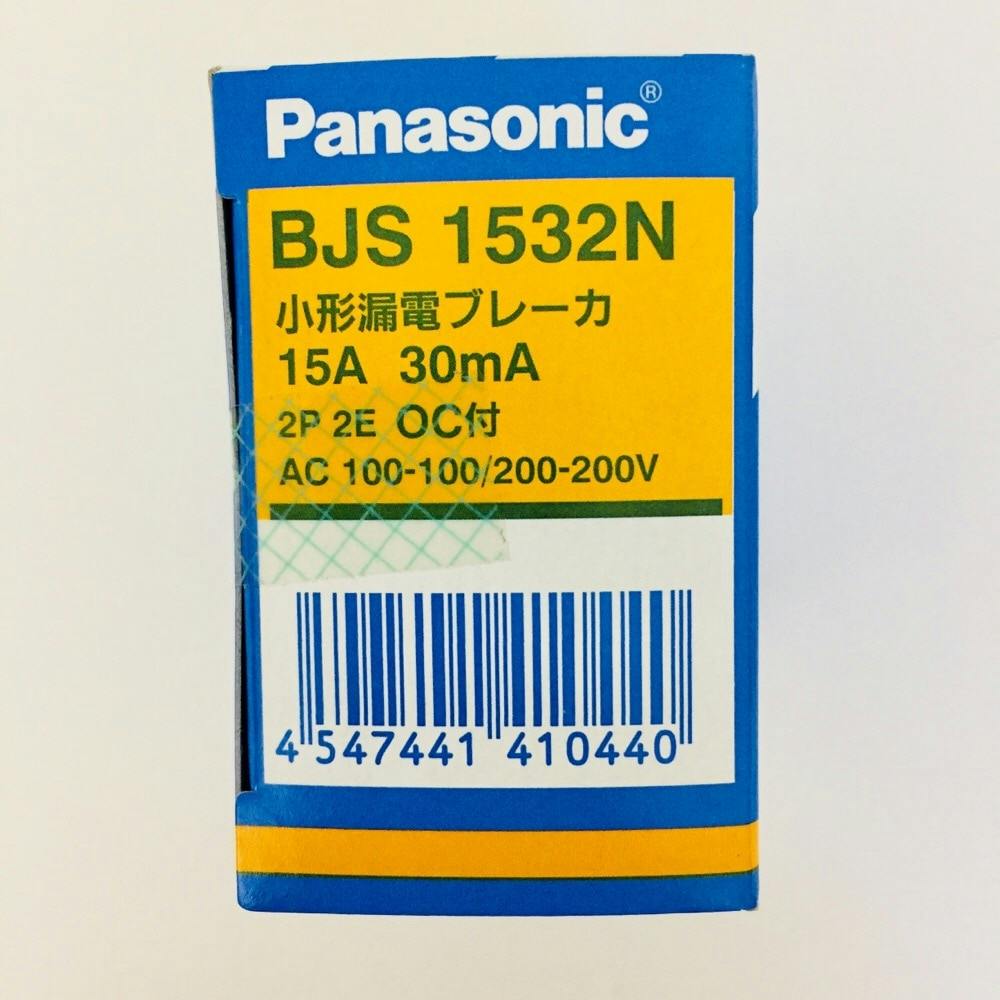 Panasonic®
BJS 1532N
小形漏電ブレーカ
15A 30mA
2P 2E OC付
AC 100-100/200-200V
4 547441 410440